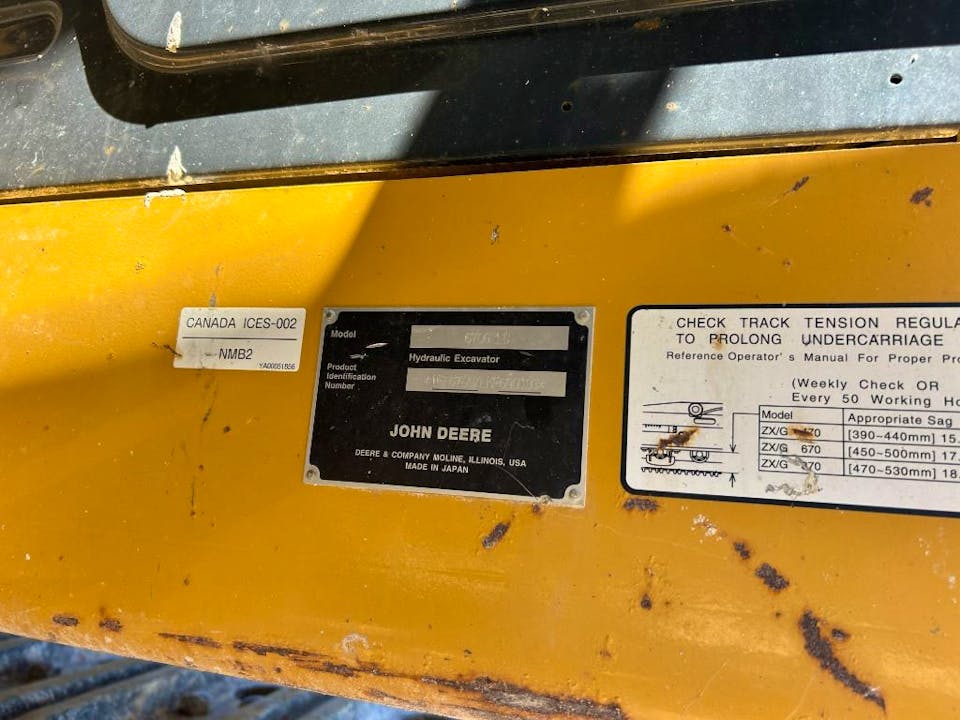 CANADA ICES-002
NMB2
YA00051856
Model
Hydraulic Excavator
Product
Identification
Number
JOHN DEERE
DEERE & COMPANY MOLINE, ILLINOIS, USA
MADE IN JAPAN
CHECK TRACK TENSION REGULA
TO PROLONG UNDERCARRIAGE
Reference Operator's Manual For Proper Pro
(Weekly Check OR
Every 50 Working Ho
Model Appropriate Sag
ZX/G [390~440mm] 15.
ZX/G 670 [450~500mm] 17.
ZX/G [470~530mm] 18.